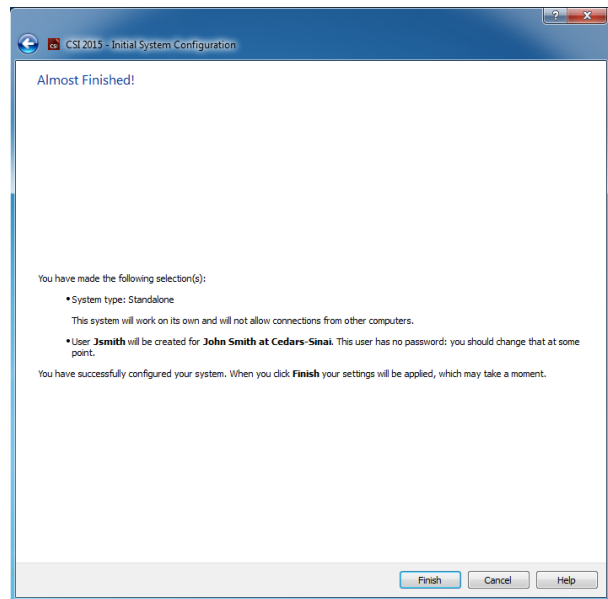 ? X
CSI CSI 2015 - Initial System Configuration
Almost Finished!
You have made the following selection(s):
• System type: Standalone
This system will work on its own and will not allow connections from other computers.
• User Jsmith will be created for John Smith at Cedars-Sinai. This user has no password: you should change that at some
point.
You have successfully configured your system. When you click Finish your settings will be applied, which may take a moment.
Finish Cancel Help